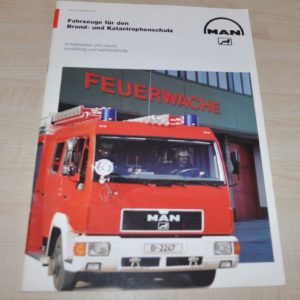 Fahrzeuge für den
Brand- und Katastrophenschutz
MAN
FEUERWACHE
MAN
B-2247